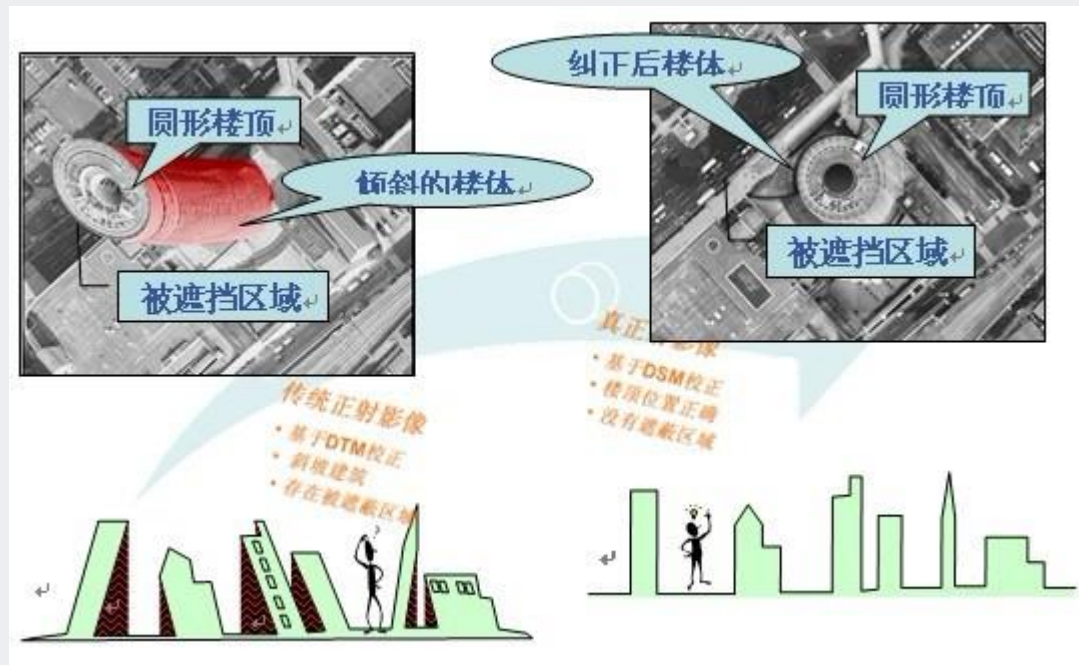 圆形楼顶
倾斜的楼体
被遮挡区域
纠正后楼体
圆形楼顶
被遮挡区域
传统正射影像
• 基于DTM校正
• 斜坡建筑
• 存在被遮蔽区域
真正 影像
• 基于DSM校正
• 楼顶位置正确
• 没有遮蔽区域
?